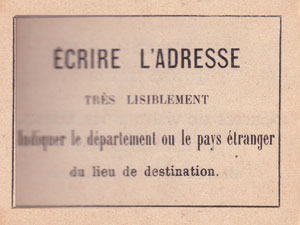 ÉCRIRE L'ADRESSE
TRÈS LISIBLEMENT
Indiquer le département ou le pays étranger
du lieu de destination.